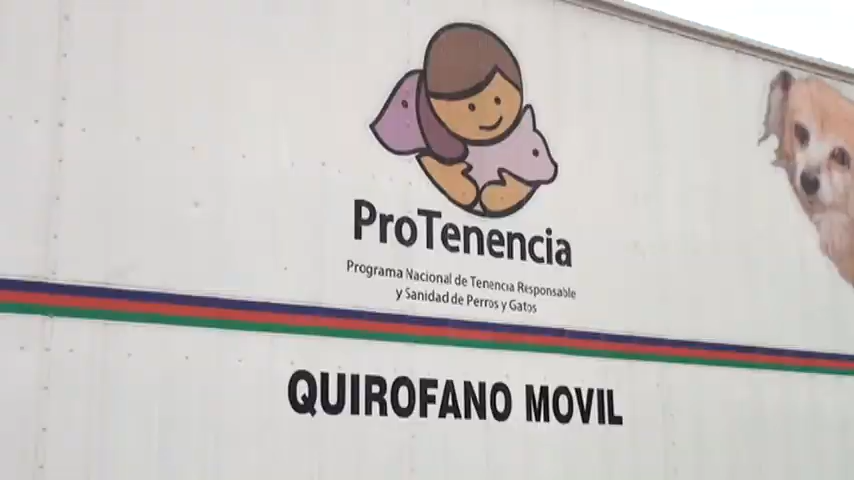 ProTenencia
Programa Nacional de Tenencia Responsable
y Sanidad de Perros y Gatos
QUIROFANO MOVIL